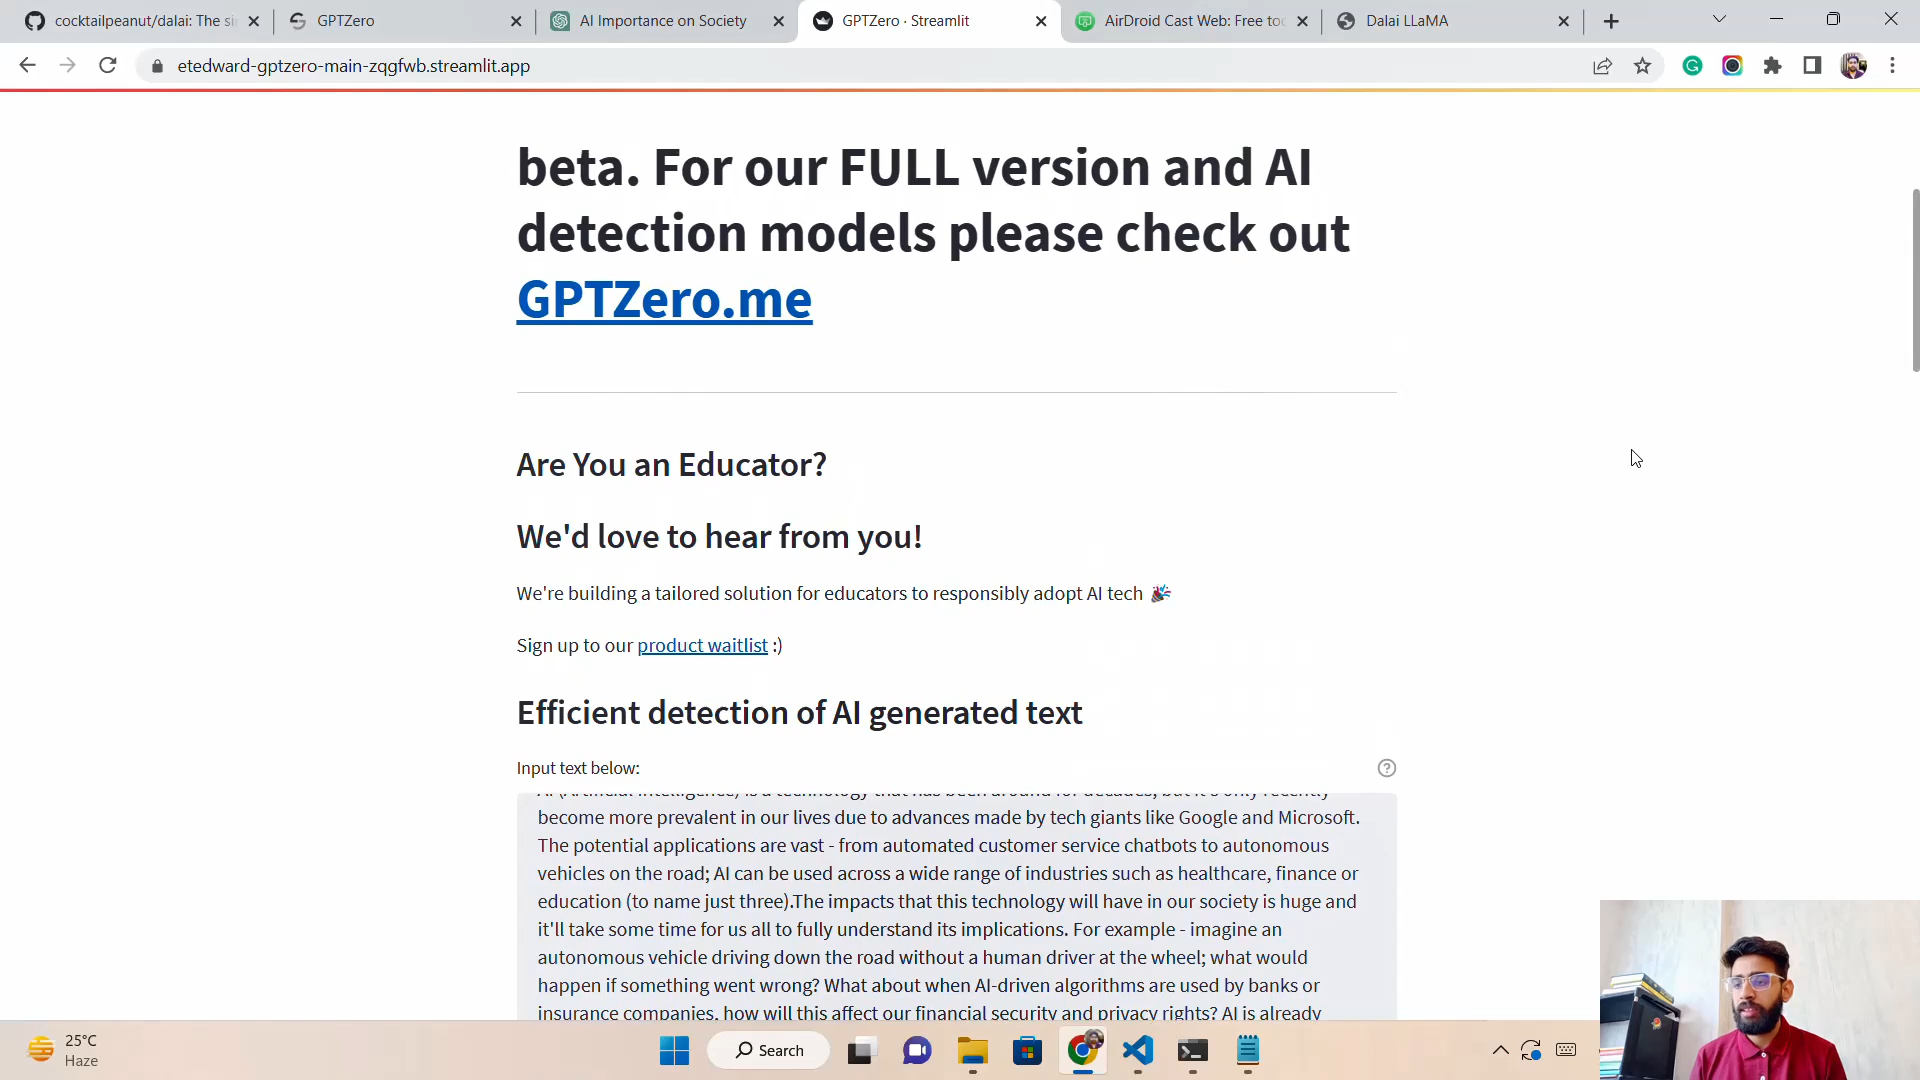 cocktailpeanut/dalai: The si
GPTZero
AI Importance on Society
GPTZero · Streamlit
AirDroid Cast Web: Free too
Dalai LLaMA
etedward-gptzero-main-zqgfwb.streamlit.app
beta. For our FULL version and AI
detection models please check out
GPTZero.me
Are You an Educator?
We'd love to hear from you!
We're building a tailored solution for educators to responsibly adopt AI tech 🎉
Sign up to our product waitlist :)
Efficient detection of AI generated text
Input text below:
AI (Artificial Intelligence) is a technology that has been around for decades, but it's only recently
become more prevalent in our lives due to advances made by tech giants like Google and Microsoft.
The potential applications are vast - from automated customer service chatbots to autonomous
vehicles on the road; AI can be used across a wide range of industries such as healthcare, finance or
education (to name just three).The impacts that this technology will have in our society is huge and
it'll take some time for us all to fully understand its implications. For example - imagine an
autonomous vehicle driving down the road without a human driver at the wheel; what would
happen if something went wrong? What about when AI-driven algorithms are used by banks or
insurance companies, how will this affect our financial security and privacy rights? AI is already
25°C
Haze
Search